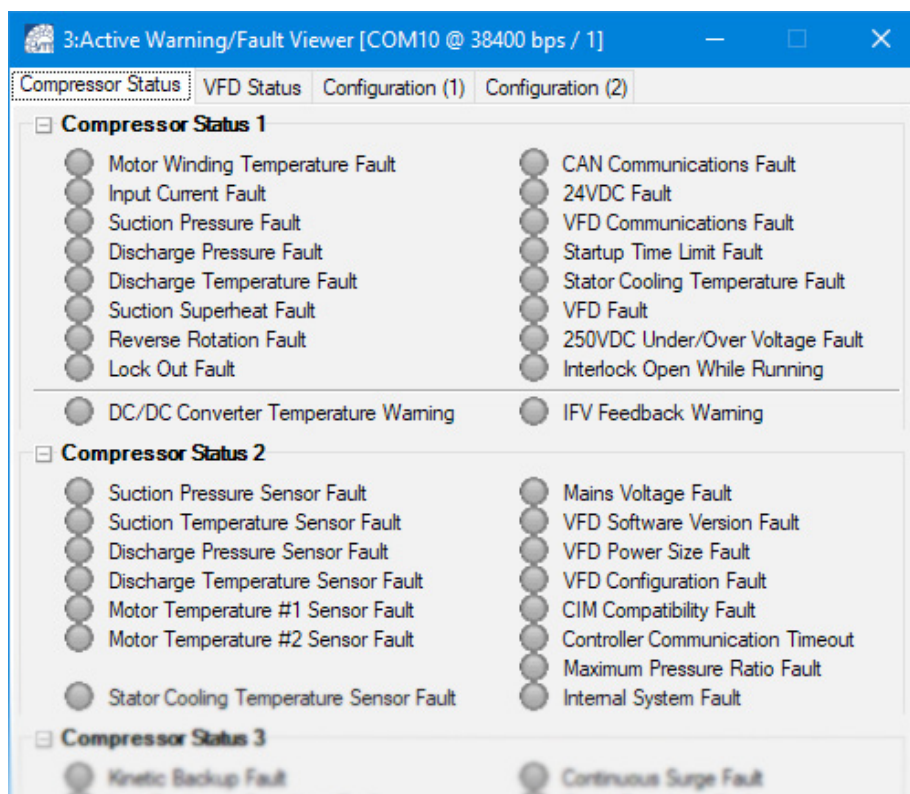 3:Active Warning/Fault Viewer [COM10 @ 38400 bps / 1]
Compressor Status VFD Status Configuration (1) Configuration (2)
Compressor Status 1
Motor Winding Temperature Fault
Input Current Fault
Suction Pressure Fault
Discharge Pressure Fault
Discharge Temperature Fault
Suction Superheat Fault
Reverse Rotation Fault
Lock Out Fault
CAN Communications Fault
24VDC Fault
VFD Communications Fault
Startup Time Limit Fault
Stator Cooling Temperature Fault
VFD Fault
250VDC Under/Over Voltage Fault
Interlock Open While Running
DC/DC Converter Temperature Warning
IFV Feedback Warning
Compressor Status 2
Suction Pressure Sensor Fault
Suction Temperature Sensor Fault
Discharge Pressure Sensor Fault
Discharge Temperature Sensor Fault
Motor Temperature #1 Sensor Fault
Motor Temperature #2 Sensor Fault
Stator Cooling Temperature Sensor Fault
Mains Voltage Fault
VFD Software Version Fault
VFD Power Size Fault
VFD Configuration Fault
CIM Compatibility Fault
Controller Communication Timeout
Maximum Pressure Ratio Fault
Internal System Fault
Compressor Status 3
Kinetic Backup Fault
Continuous Surge Fault